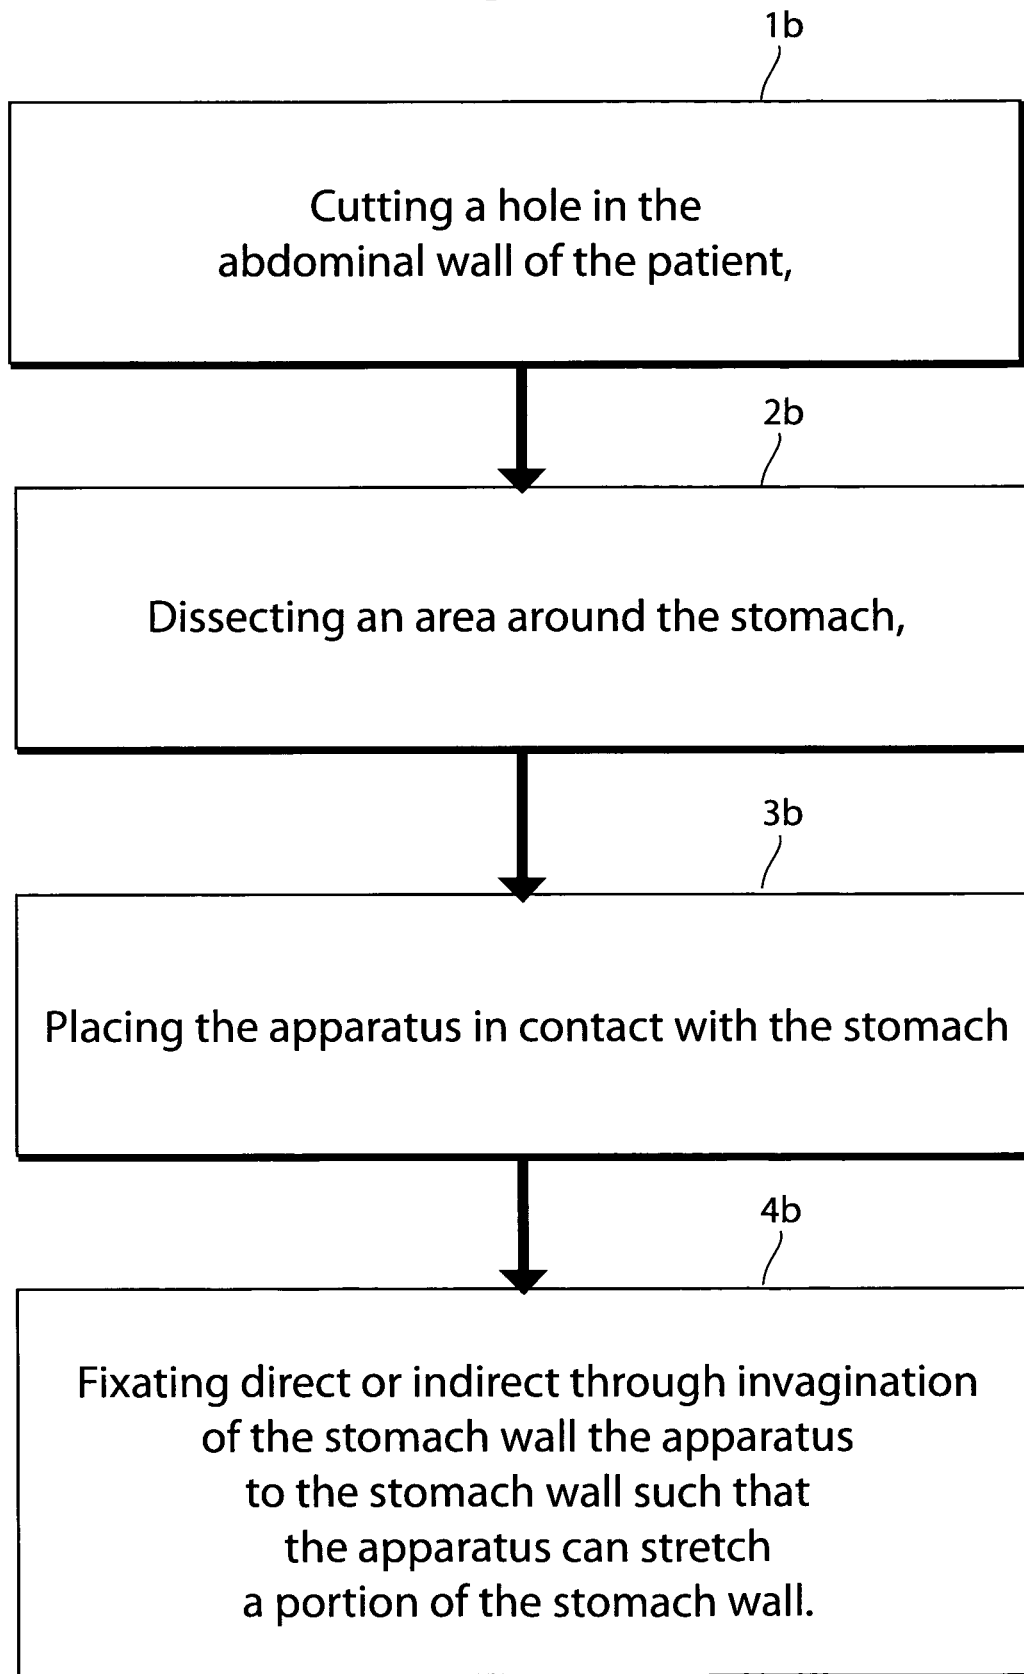 1b
Cutting a hole in the
abdominal wall of the patient,
2b
Dissecting an area around the stomach,
3b
Placing the apparatus in contact with the stomach
4b
Fixating direct or indirect through invagination
of the stomach wall the apparatus
to the stomach wall such that
the apparatus can stretch
a portion of the stomach wall.